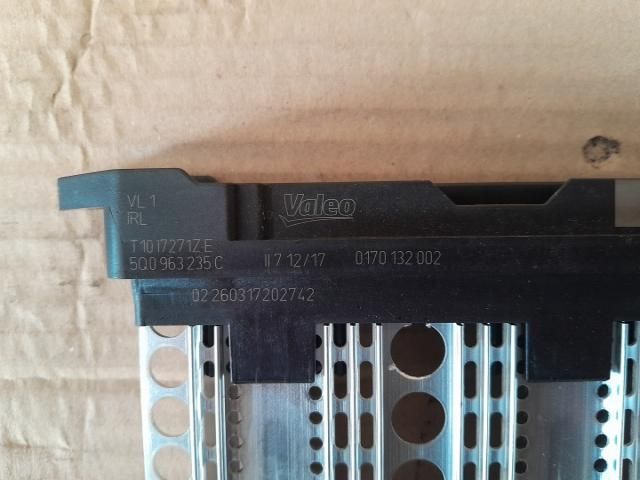 VL 1
IRL
Valeo
T1017271Z E
5Q0 963 235 C
II 7 12/17
0170 132 002
02 260317202742